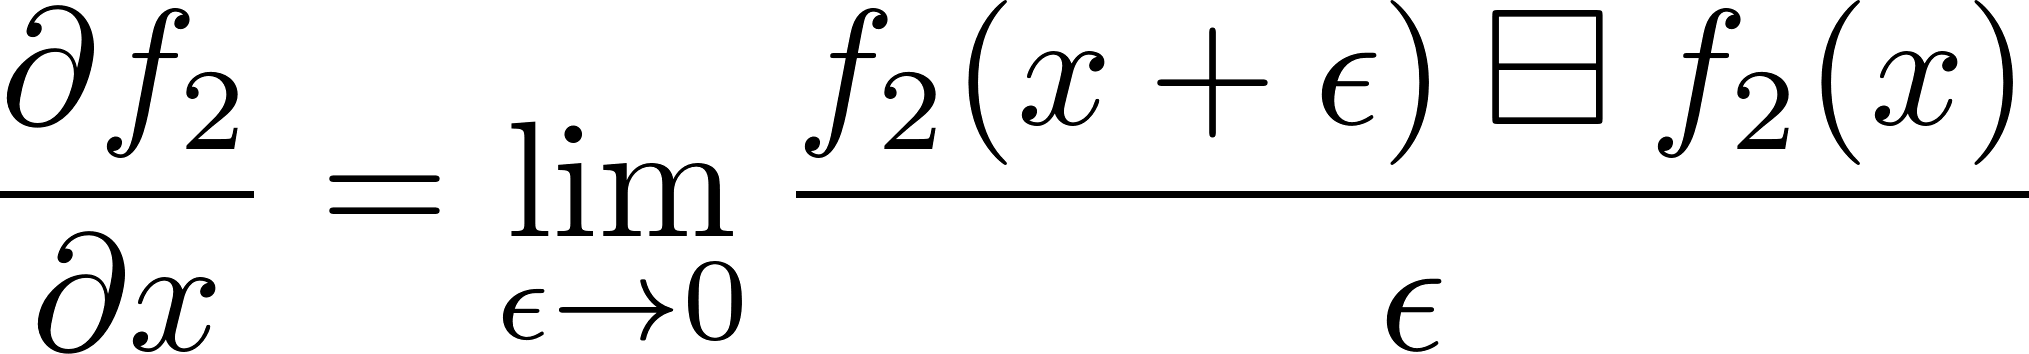 ∂f₂/∂x = lim_{ϵ→0} (f₂(x + ϵ) ⊟ f₂(x))/ϵ